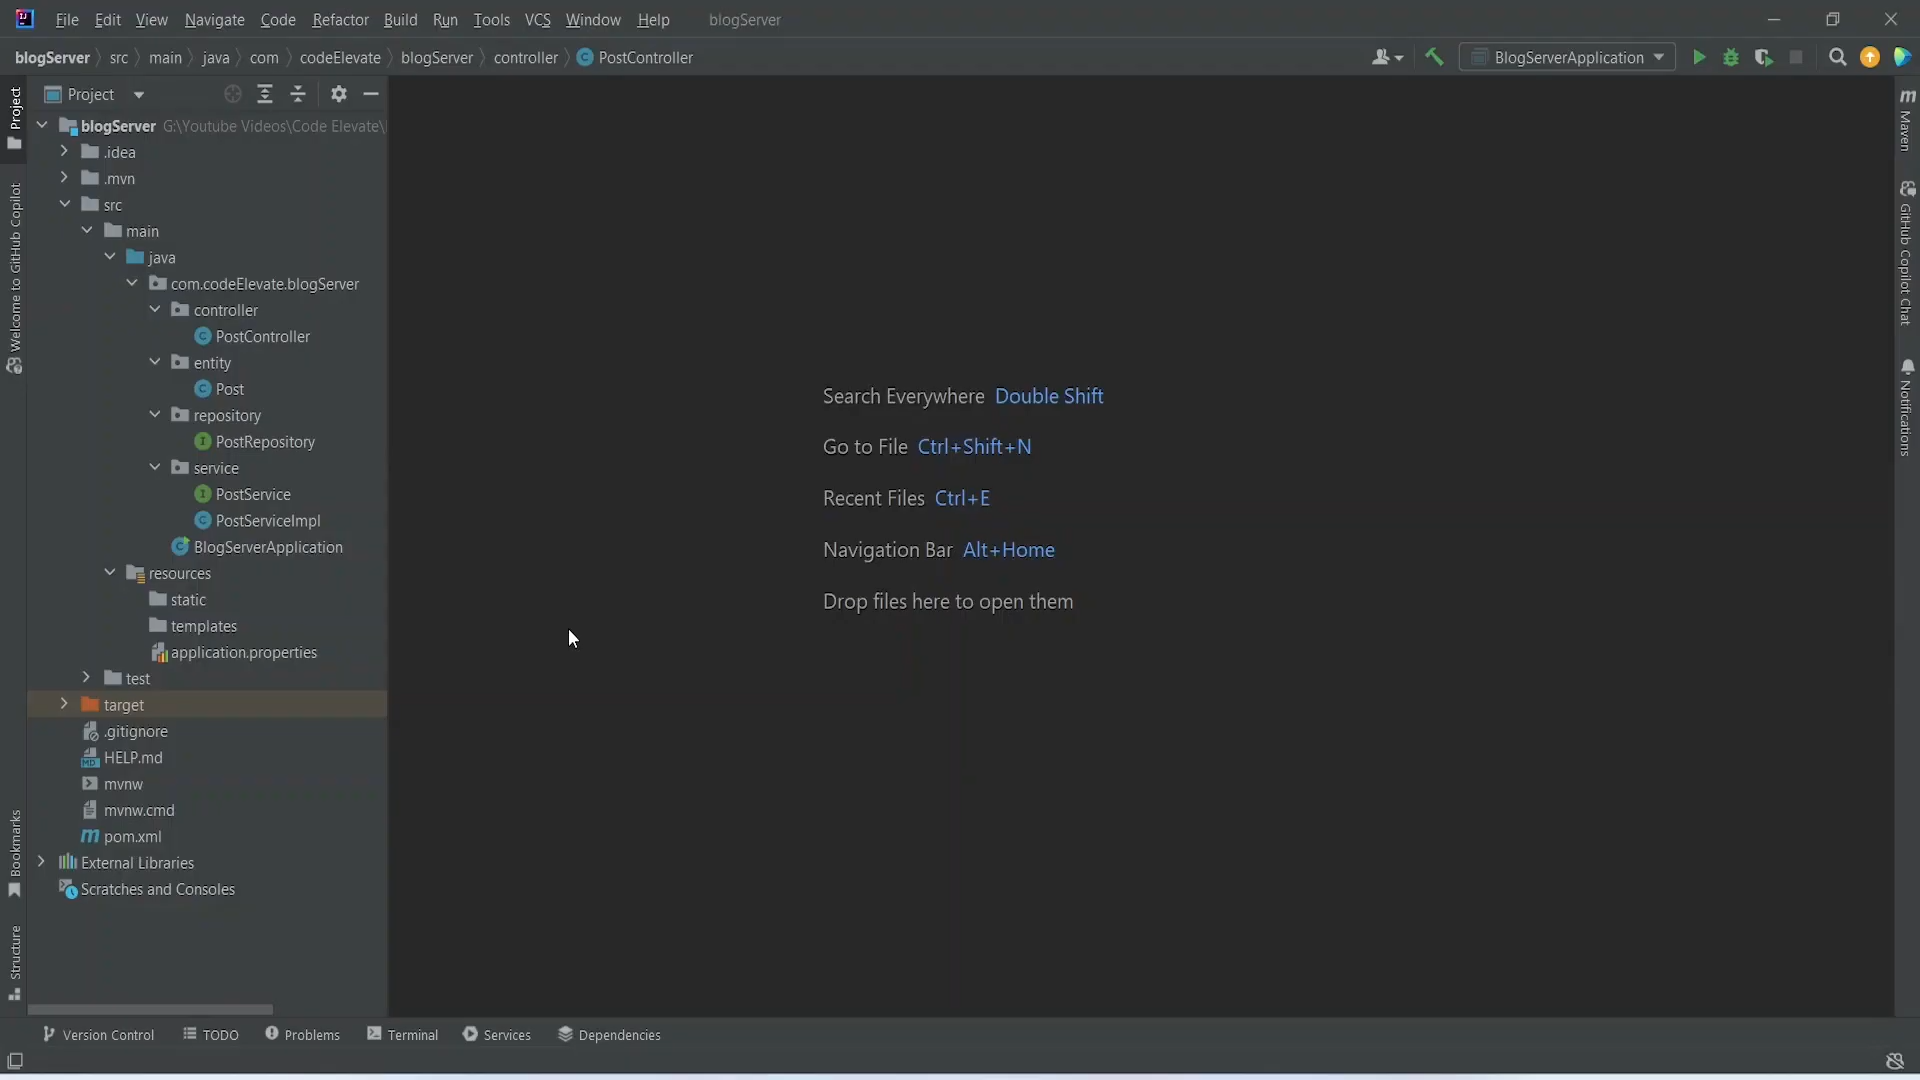 File Edit View Navigate Code Refactor Build Run Tools VCS Window Help blogServer
blogServer src main java com codeElevate blogServer controller PostController
BlogServerApplication
Project
blogServer G:\Youtube Videos\Code Elevate\
.idea
.mvn
src
main
java
com.codeElevate.blogServer
controller
PostController
entity
Post
repository
PostRepository
service
PostService
PostServiceImpl
BlogServerApplication
resources
static
templates
application.properties
test
target
.gitignore
HELP.md
mvnw
mvnw.cmd
pom.xml
External Libraries
Scratches and Consoles
Project
Welcome to GitHub Copilot
Bookmarks
Structure
Search Everywhere Double Shift
Go to File Ctrl+Shift+N
Recent Files Ctrl+E
Navigation Bar Alt+Home
Drop files here to open them
Maven
GitHub Copilot Chat
Notifications
Version Control TODO Problems Terminal Services Dependencies